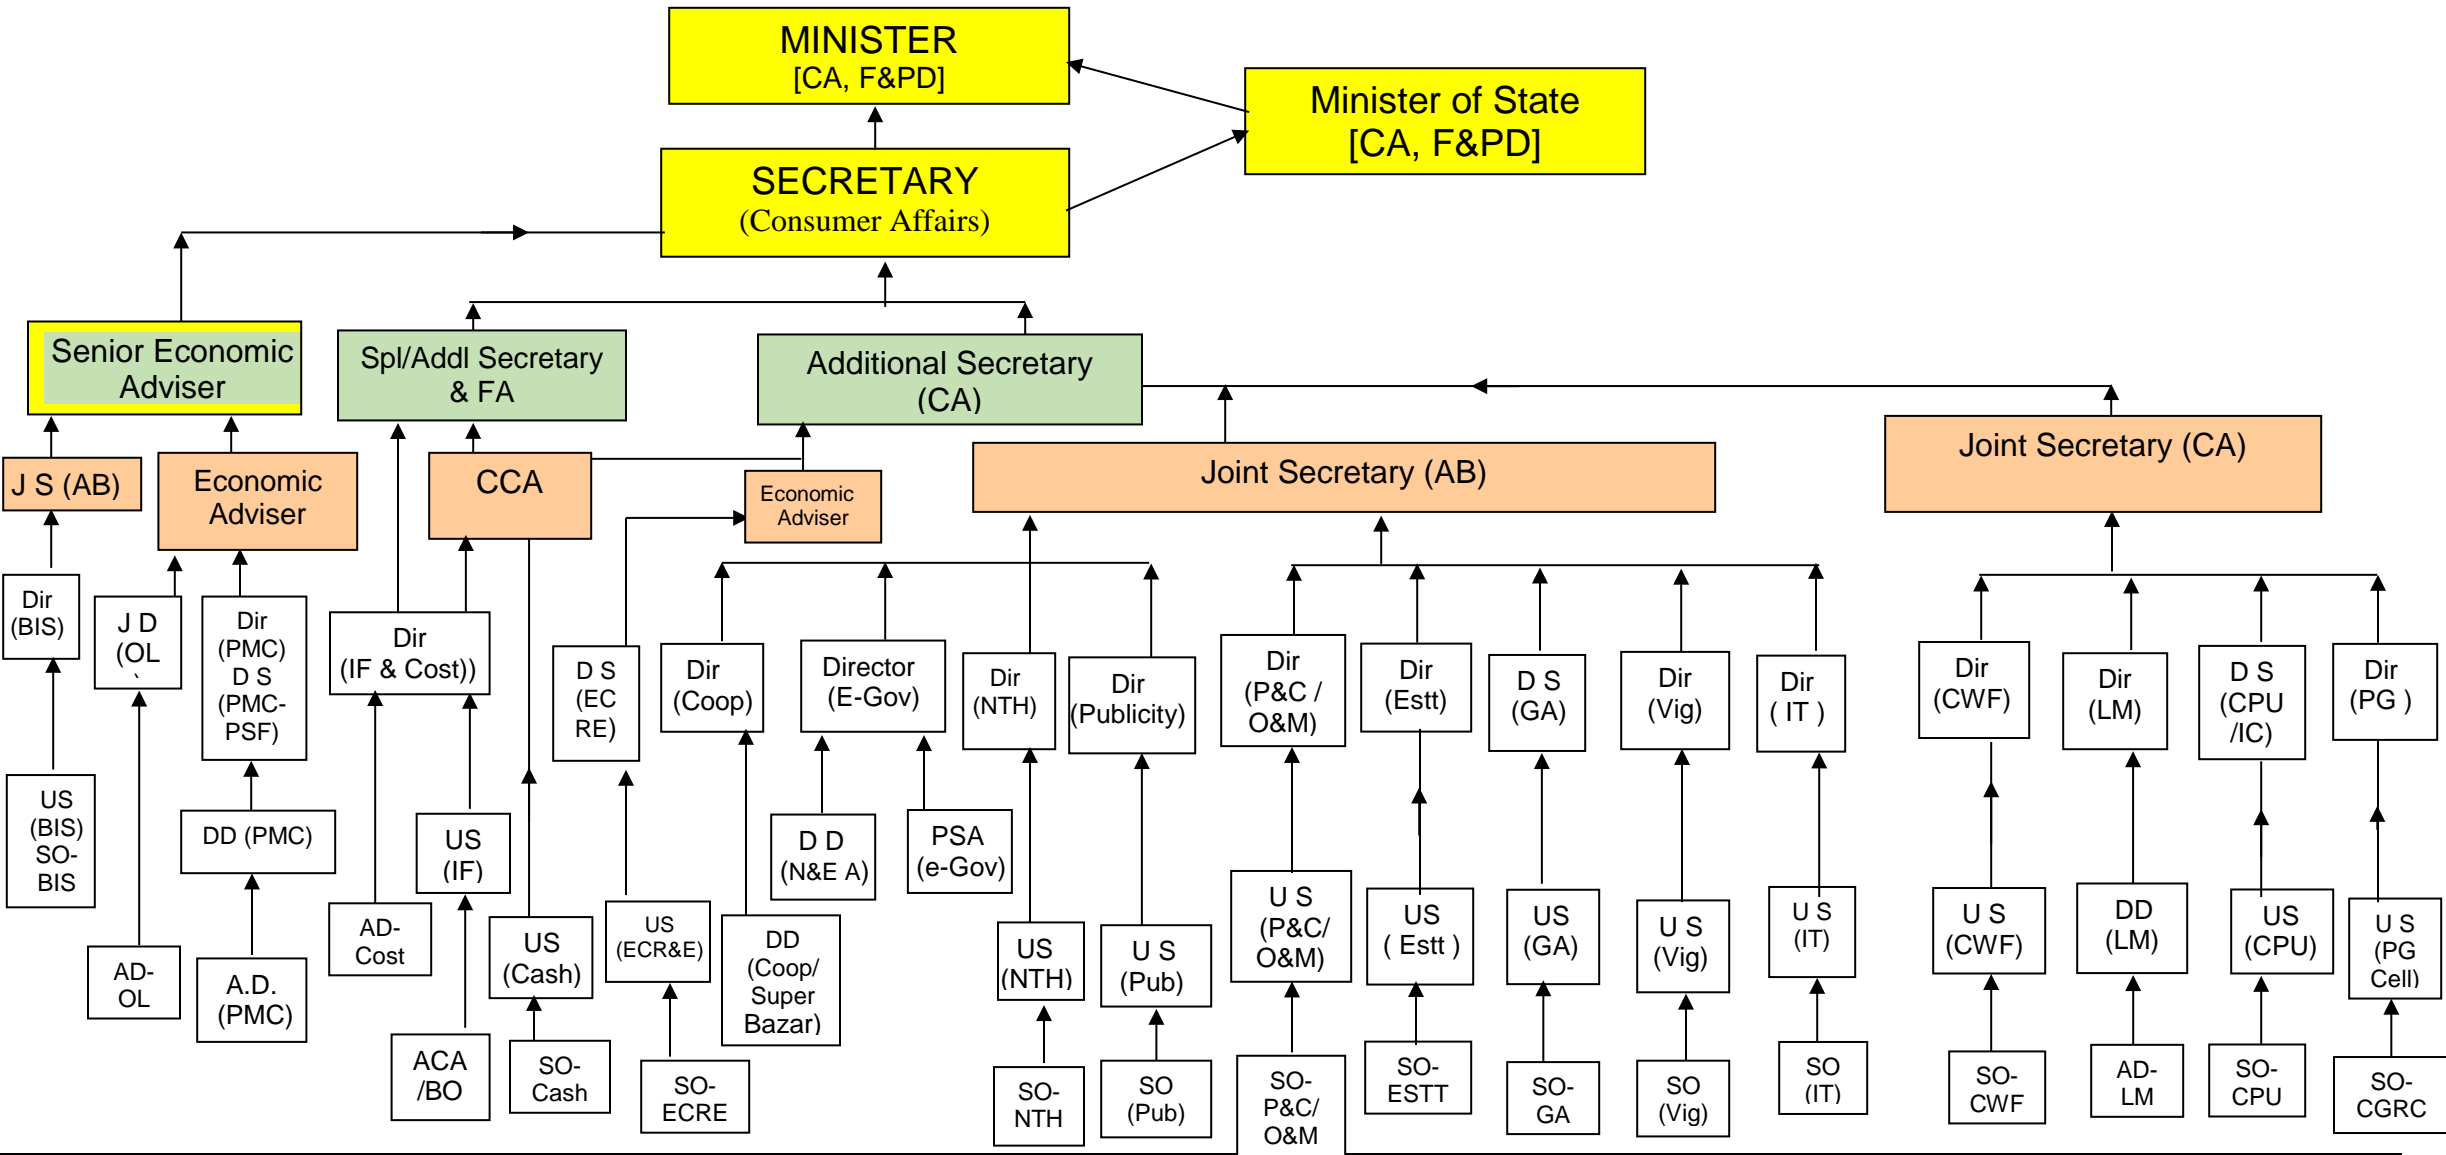 MINISTER
[CA, F&PD]
Minister of State
[CA, F&PD]
SECRETARY
(Consumer Affairs)
Senior Economic
Adviser
Spl/Addl Secretary
& FA
Additional Secretary
(CA)
J S (AB)
Economic
Adviser
CCA
Economic
Adviser
Joint Secretary (AB)
Joint Secretary (CA)
Dir
(BIS)
J D
(OL
Dir
(PMC)
D S
(PMC-
PSF)
Dir
(IF & Cost))
D S
(EC
RE)
Dir
(Coop)
Director
(E-Gov)
Dir
(NTH)
Dir
(Publicity)
Dir
(P&C /
O&M)
Dir
(Estt)
D S
(GA)
Dir
(Vig)
Dir
( IT )
Dir
(CWF)
Dir
(LM)
D S
(CPU
/IC)
Dir
(PG )
US
(BIS)
SO-
BIS
DD (PMC)
US
(IF)
D D
(N&E A)
PSA
(e-Gov)
AD-
OL
A.D.
(PMC)
AD-
Cost
US
(Cash)
US
(ECR&E)
DD
(Coop/
Super
Bazar)
US
(NTH)
U S
(Pub)
U S
(P&C/
O&M)
US
( Estt )
US
(GA)
U S
(Vig)
U S
(IT)
U S
(CWF)
DD
(LM)
US
(CPU)
U S
(PG
Cell)
ACA
/BO
SO-
Cash
SO-
ECRE
SO-
NTH
SO
(Pub)
SO-
P&C/
O&M
SO-
ESTT
SO-
GA
SO
(Vig)
SO
(IT)
SO-
CWF
AD-
LM
SO-
CPU
SO-
CGRC